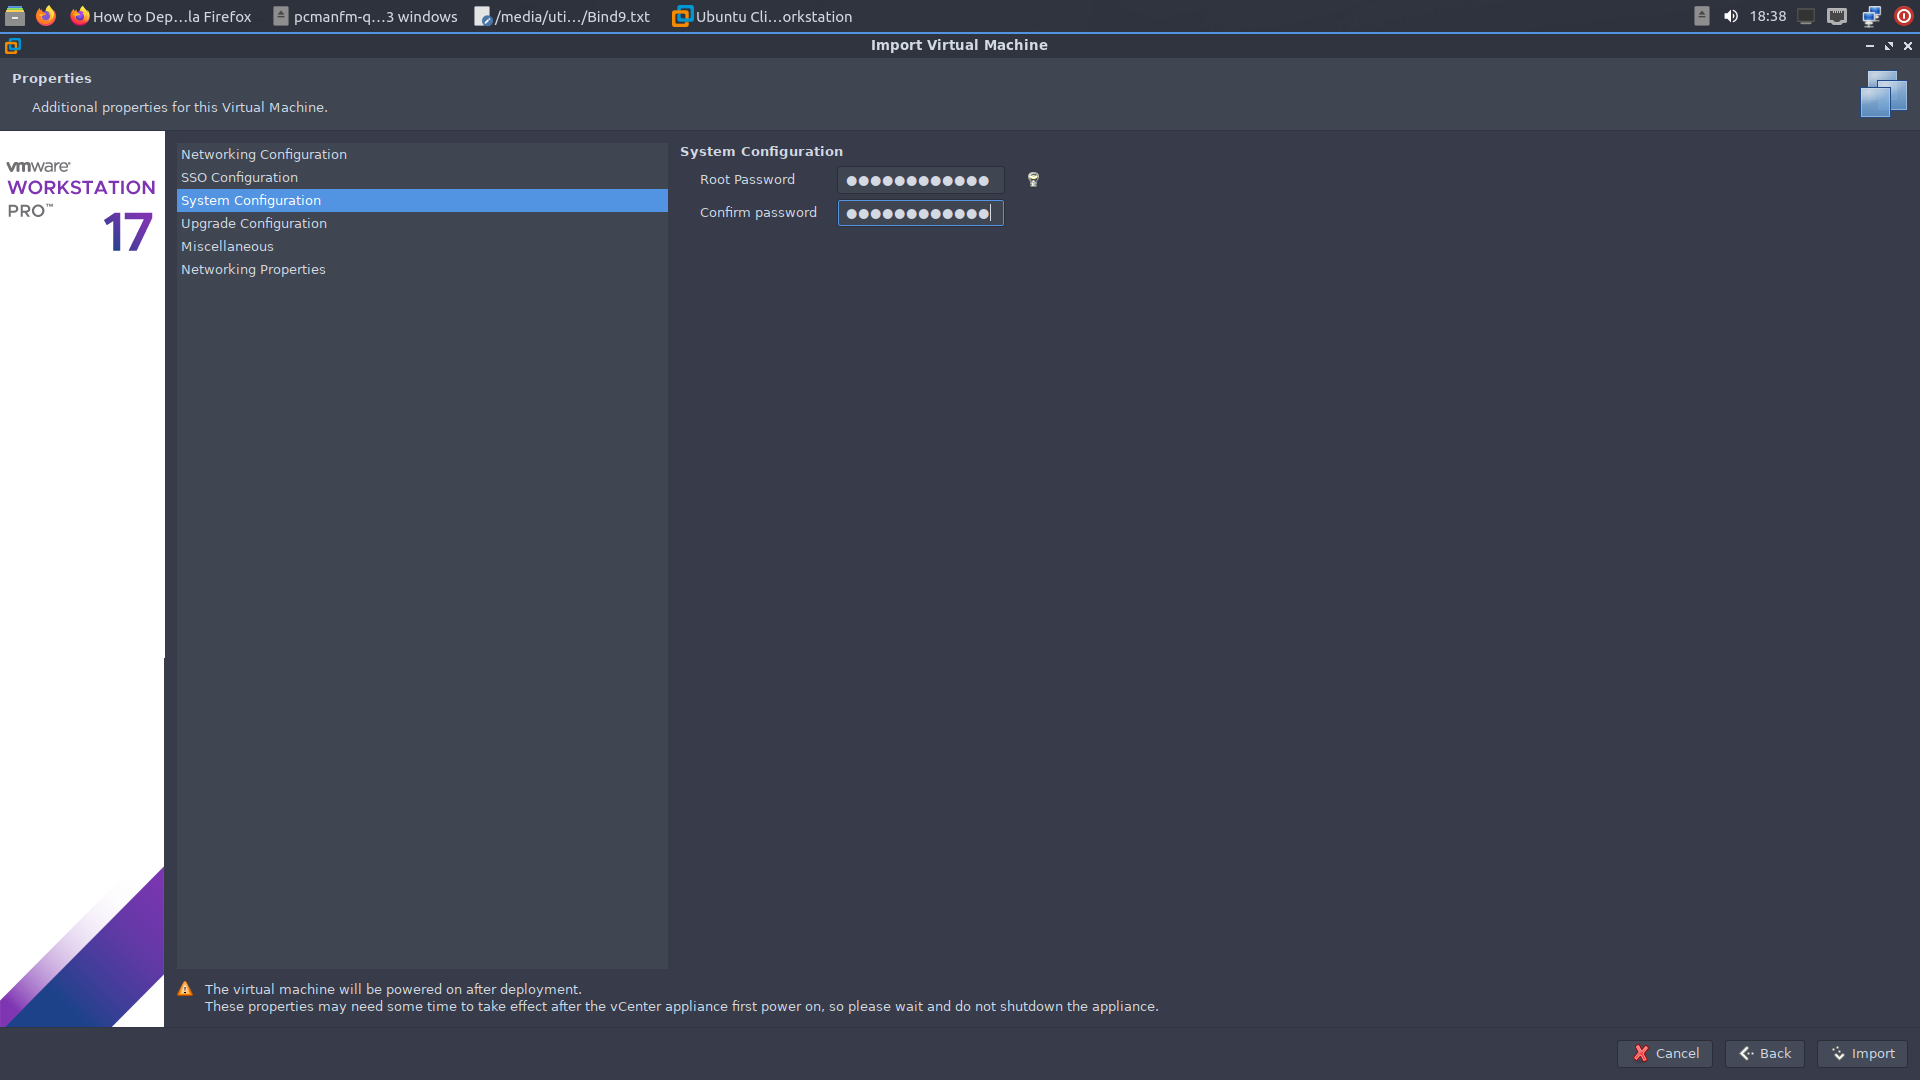 How to Dep...la Firefox
pcmanfm-q...3 windows
/media/uti.../Bind9.txt
Ubuntu Cli...orkstation
18:38
Import Virtual Machine
Properties
Additional properties for this Virtual Machine.
vmware®
WORKSTATION
PRO™
17
Networking Configuration
SSO Configuration
System Configuration
Upgrade Configuration
Miscellaneous
Networking Properties
System Configuration
Root Password ●●●●●●●●●●●●
Confirm password ●●●●●●●●●●●●
The virtual machine will be powered on after deployment.
These properties may need some time to take effect after the vCenter appliance first power on, so please wait and do not shutdown the appliance.
Cancel
Back
Import